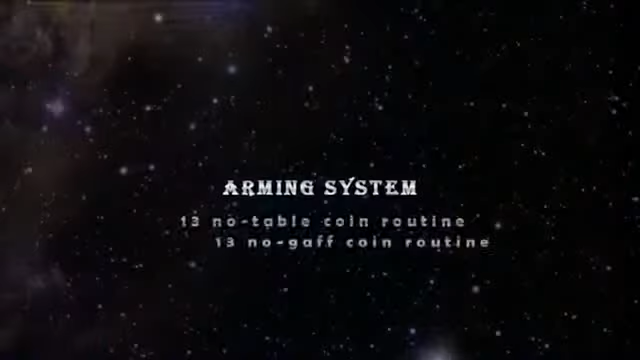 ARMING SYSTEM
13 no-table coin routine
13 no-gaff coin routine